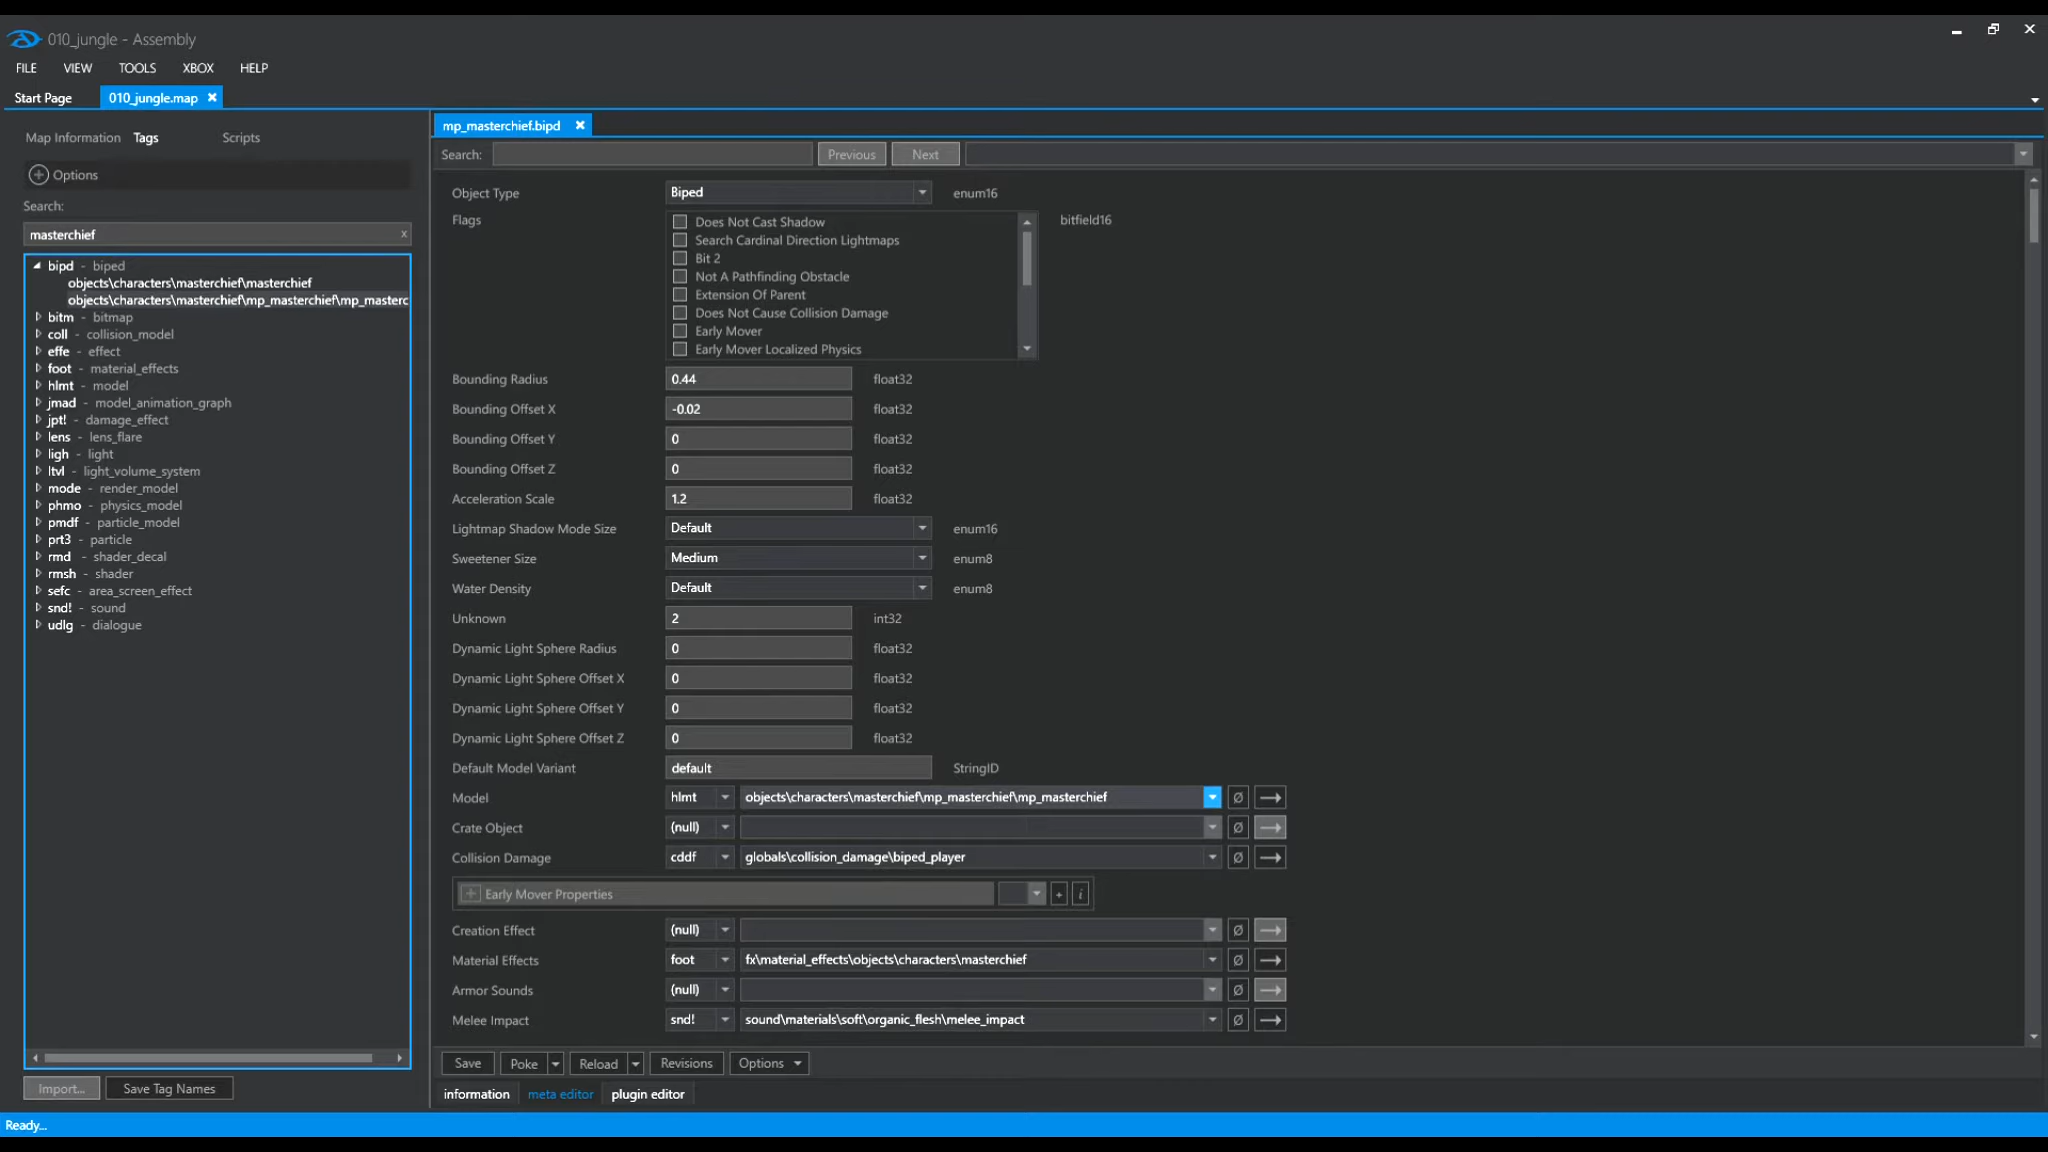 010_jungle - Assembly
FILE VIEW TOOLS XBOX HELP
Start Page 010_jungle.map
Map Information Tags Scripts
Options
Search:
masterchief x
bipd - biped
objects\characters\masterchief\masterchief
objects\characters\masterchief\mp_masterchief\mp_masterc
bitm - bitmap
coll - collision_model
effe - effect
foot - material_effects
hlmt - model
jmad - model_animation_graph
jpt! - damage_effect
lens - lens_flare
ligh - light
ltvl - light_volume_system
mode - render_model
phmo - physics_model
pmdf - particle_model
prt3 - particle
rmd - shader_decal
rmsh - shader
sefc - area_screen_effect
snd! - sound
udlg - dialogue
Import... Save Tag Names
mp_masterchief.bipd
Search: Previous Next
Object Type Biped enum16
Flags bitfield16
Does Not Cast Shadow
Search Cardinal Direction Lightmaps
Bit 2
Not A Pathfinding Obstacle
Extension Of Parent
Does Not Cause Collision Damage
Early Mover
Early Mover Localized Physics
Bounding Radius 0.44 float32
Bounding Offset X -0.02 float32
Bounding Offset Y 0 float32
Bounding Offset Z 0 float32
Acceleration Scale 1.2 float32
Lightmap Shadow Mode Size Default enum16
Sweetener Size Medium enum8
Water Density Default enum8
Unknown 2 int32
Dynamic Light Sphere Radius 0 float32
Dynamic Light Sphere Offset X 0 float32
Dynamic Light Sphere Offset Y 0 float32
Dynamic Light Sphere Offset Z 0 float32
Default Model Variant default StringID
Model hlmt objects\characters\masterchief\mp_masterchief\mp_masterchief Ø
Crate Object (null) Ø
Collision Damage cddf globals\collision_damage\biped_player Ø
Early Mover Properties + i
Creation Effect (null) Ø
Material Effects foot fx\material_effects\objects\characters\masterchief Ø
Armor Sounds (null) Ø
Melee Impact snd! sound\materials\soft\organic_flesh\melee_impact Ø
Save Poke Reload Revisions Options
information meta editor plugin editor
Ready...